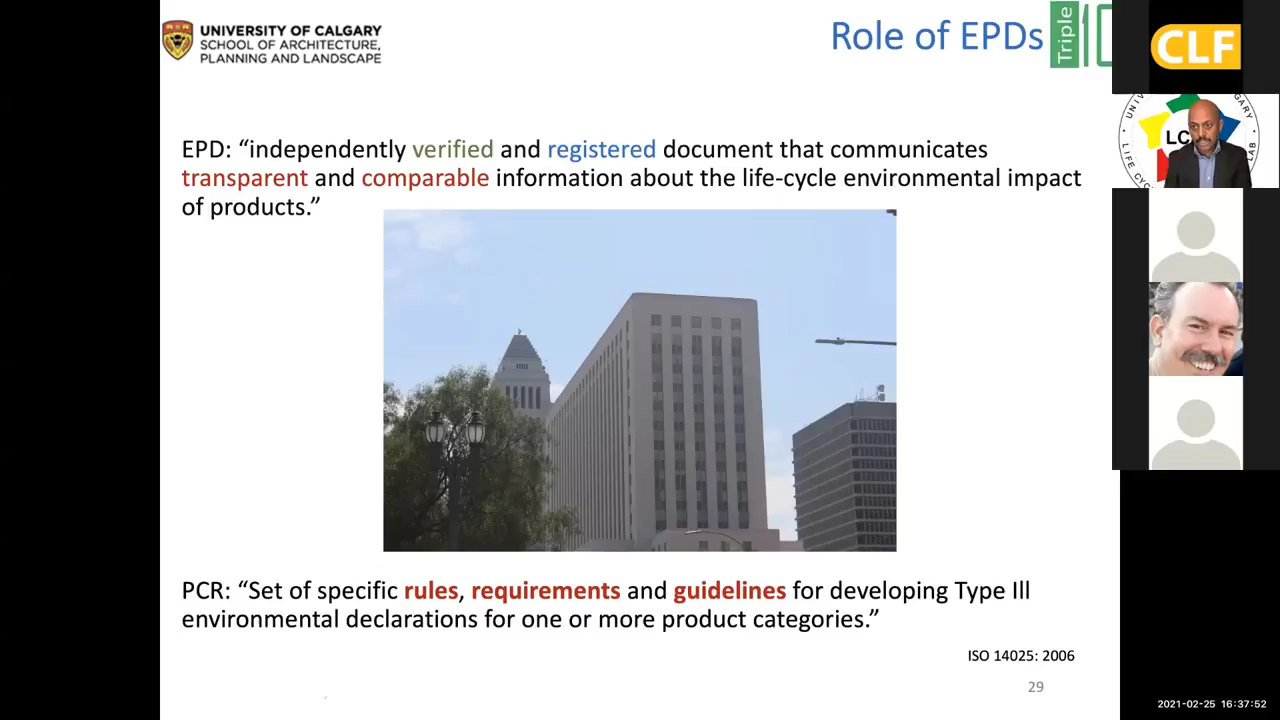 UNIVERSITY OF CALGARY
SCHOOL OF ARCHITECTURE,
PLANNING AND LANDSCAPE
Role of EPDs
Triple
CLF
LC
LAB
EPD: “independently verified and registered document that communicates
transparent and comparable information about the life-cycle environmental impact
of products.”
PCR: “Set of specific rules, requirements and guidelines for developing Type Ill
environmental declarations for one or more product categories.”
ISO 14025: 2006
29
2021-02-25 16:37:52